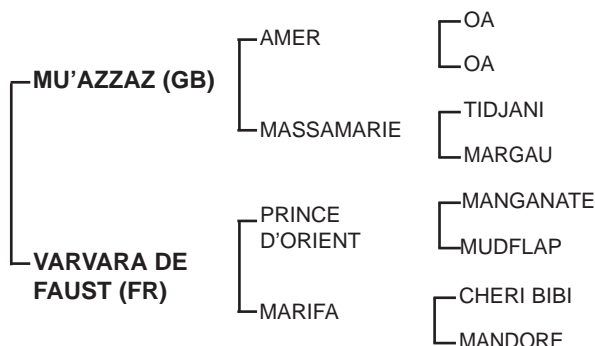 AMER
OA
OA
MU'AZZAZ (GB)
MASSAMARIE
TIDJANI
MARGAU
PRINCE
D'ORIENT
MANGANATE
MUDFLAP
VARVARA DE
FAUST (FR)
MARIFA
CHERI BIBI
MANDORE